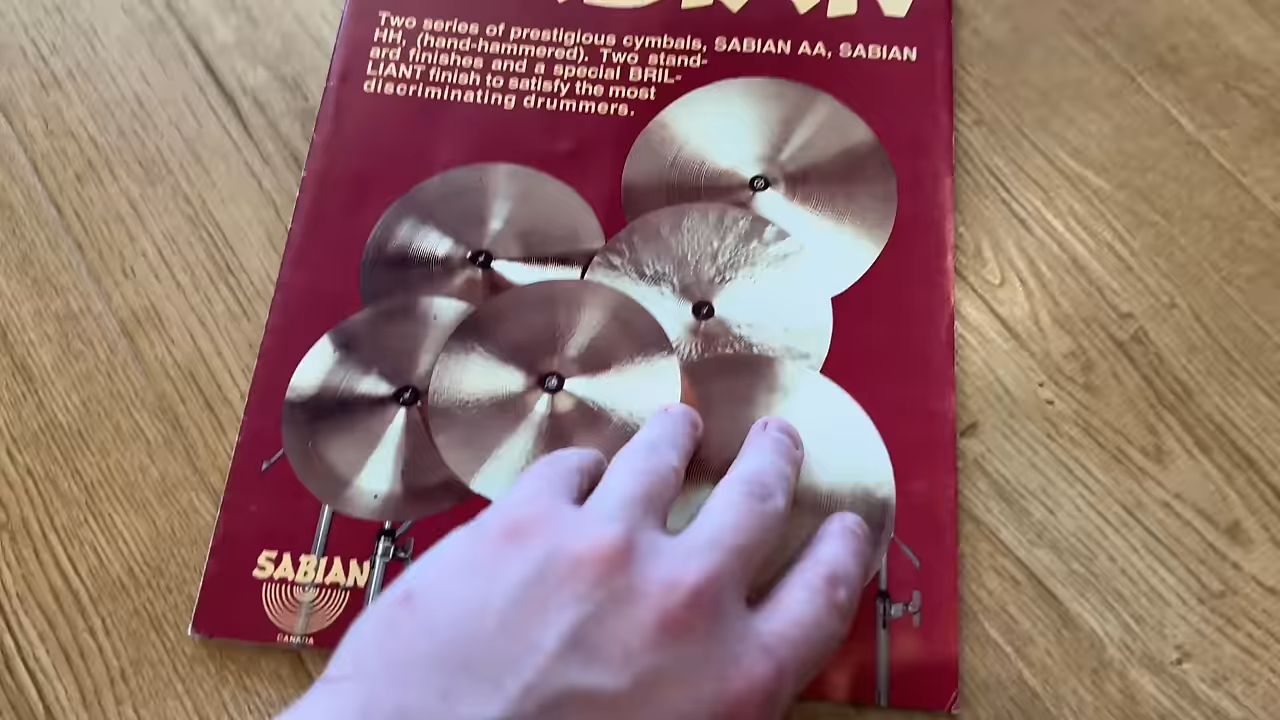 SABIAN
Two series of prestigious cymbals, SABIAN AA, SABIAN
HH, (hand-hammered). Two stand-
ard finishes and a special BRIL-
LIANT finish to satisfy the most
discriminating drummers.
SABIAN
CANADA